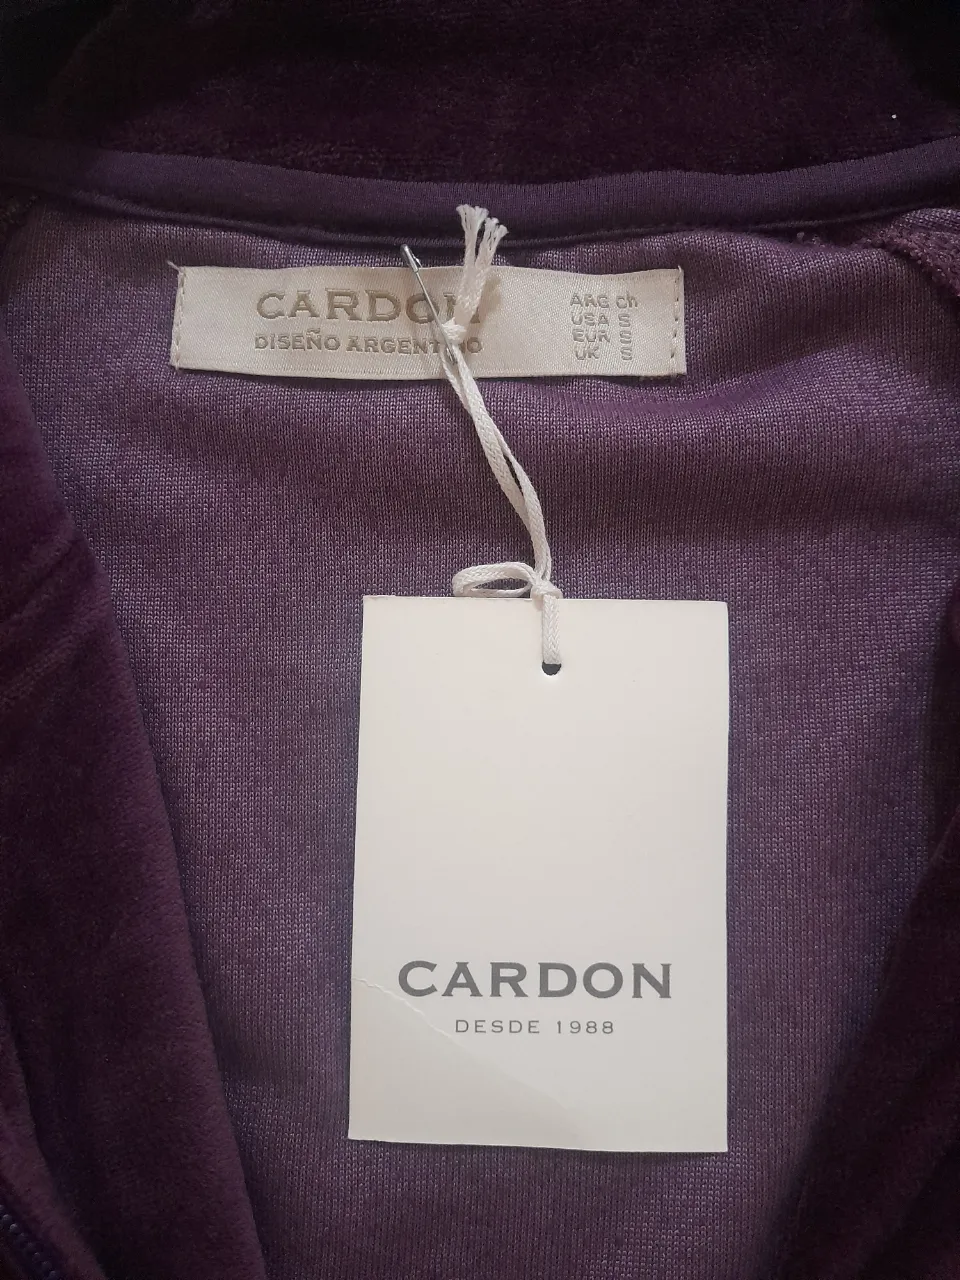 CARDON
DISEÑO ARGENTINO
ARG Ch
USA S
EUR S
UK S
CARDON
DESDE 1988